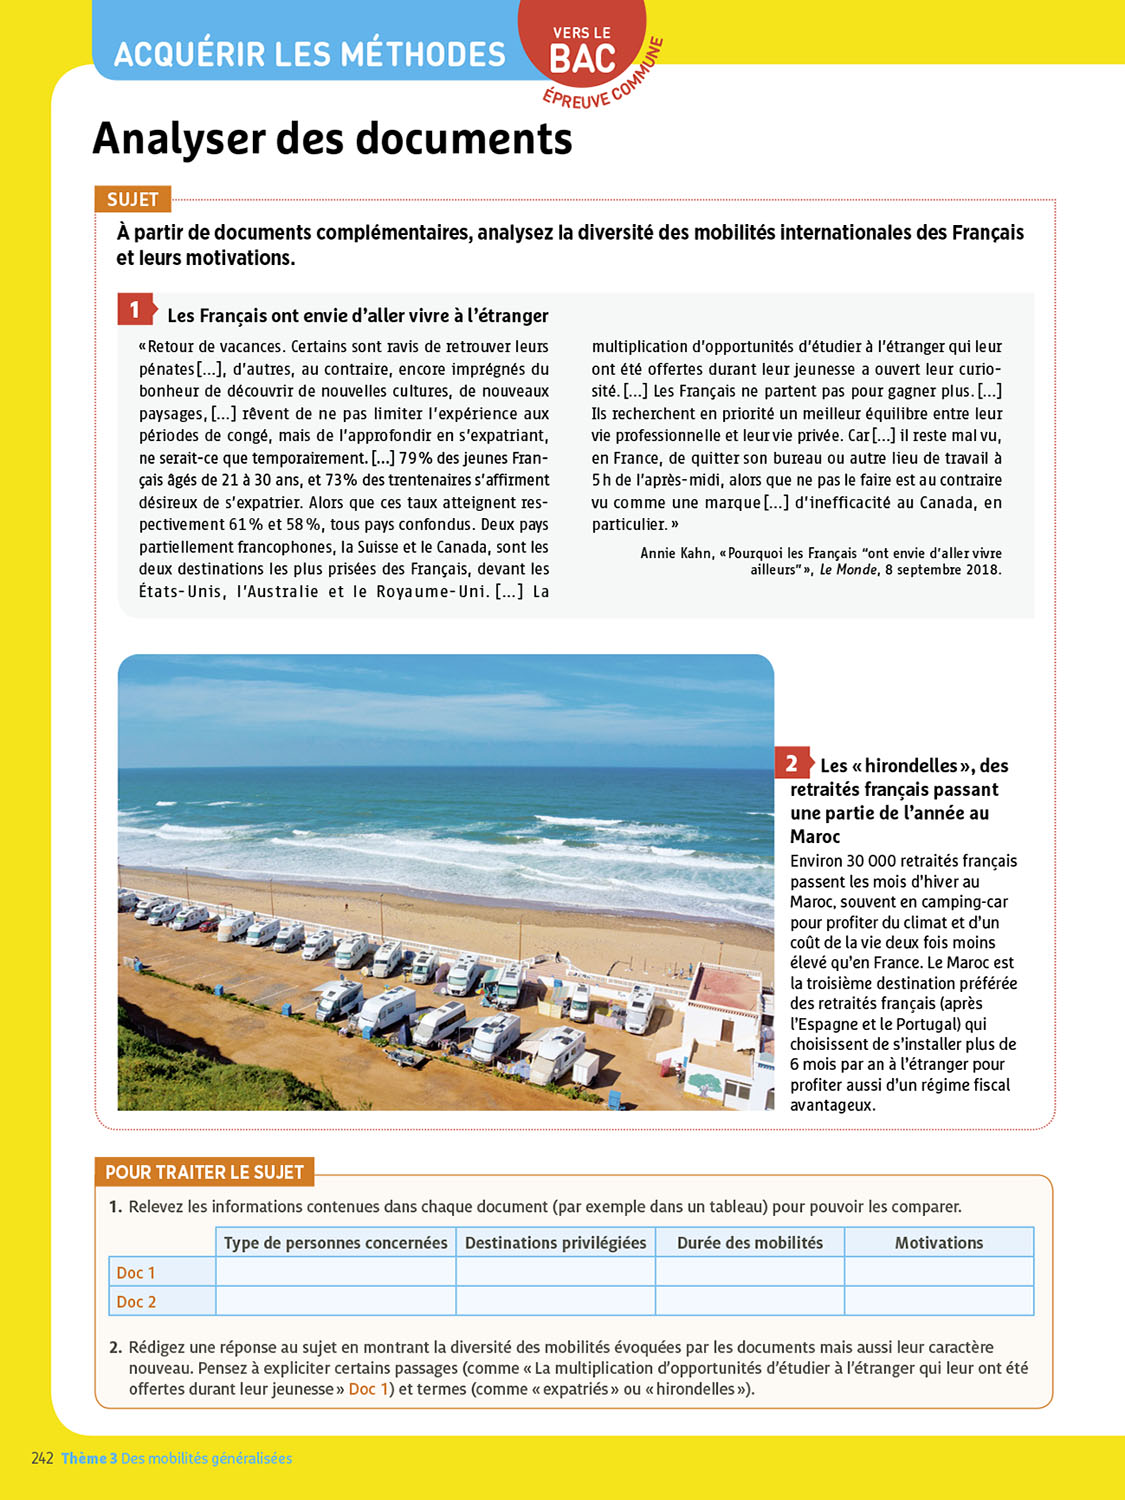 ACQUÉRIR LES MÉTHODES
VERS LE
BAC
ÉPREUVE COMMUNE
Analyser des documents
SUJET
À partir de documents complémentaires, analysez la diversité des mobilités internationales des Français
et leurs motivations.
1 Les Français ont envie d’aller vivre à l’étranger
« Retour de vacances. Certains sont ravis de retrouver leurs
pénates [...], d’autres, au contraire, encore imprégnés du
bonheur de découvrir de nouvelles cultures, de nouveaux
paysages, [...] rêvent de ne pas limiter l’expérience aux
périodes de congé, mais de l’approfondir en s’expatriant,
ne serait-ce que temporairement. [...] 79 % des jeunes Fran-
çais âgés de 21 à 30 ans, et 73 % des trentenaires s’affirment
désireux de s’expatrier. Alors que ces taux atteignent res-
pectivement 61 % et 58 %, tous pays confondus. Deux pays
partiellement francophones, la Suisse et le Canada, sont les
deux destinations les plus prisées des Français, devant les
États-Unis, l’Australie et le Royaume-Uni. [...] La
multiplication d’opportunités d’étudier à l’étranger qui leur
ont été offertes durant leur jeunesse a ouvert leur curio-
sité. [...] Les Français ne partent pas pour gagner plus. [...]
Ils recherchent en priorité un meilleur équilibre entre leur
vie professionnelle et leur vie privée. Car [...] il reste mal vu,
en France, de quitter son bureau ou autre lieu de travail à
5 h de l’après-midi, alors que ne pas le faire est au contraire
vu comme une marque [...] d’inefficacité au Canada, en
particulier. »
Annie Kahn, « Pourquoi les Français “ont envie d’aller vivre
ailleurs” », Le Monde, 8 septembre 2018.
2 Les « hirondelles », des
retraités français passant
une partie de l’année au
Maroc
Environ 30 000 retraités français
passent les mois d’hiver au
Maroc, souvent en camping-car
pour profiter du climat et d’un
coût de la vie deux fois moins
élevé qu’en France. Le Maroc est
la troisième destination préférée
des retraités français (après
l’Espagne et le Portugal) qui
choisissent de s’installer plus de
6 mois par an à l’étranger pour
profiter aussi d’un régime fiscal
avantageux.
POUR TRAITER LE SUJET
1. Relevez les informations contenues dans chaque document (par exemple dans un tableau) pour pouvoir les comparer.
Type de personnes concernées Destinations privilégiées Durée des mobilités Motivations
Doc 1
Doc 2
2. Rédigez une réponse au sujet en montrant la diversité des mobilités évoquées par les documents mais aussi leur caractère
nouveau. Pensez à expliciter certains passages (comme « La multiplication d’opportunités d’étudier à l’étranger qui leur ont été
offertes durant leur jeunesse » Doc 1) et termes (comme « expatriés » ou « hirondelles »).
242 Thème 3 Des mobilités généralisées